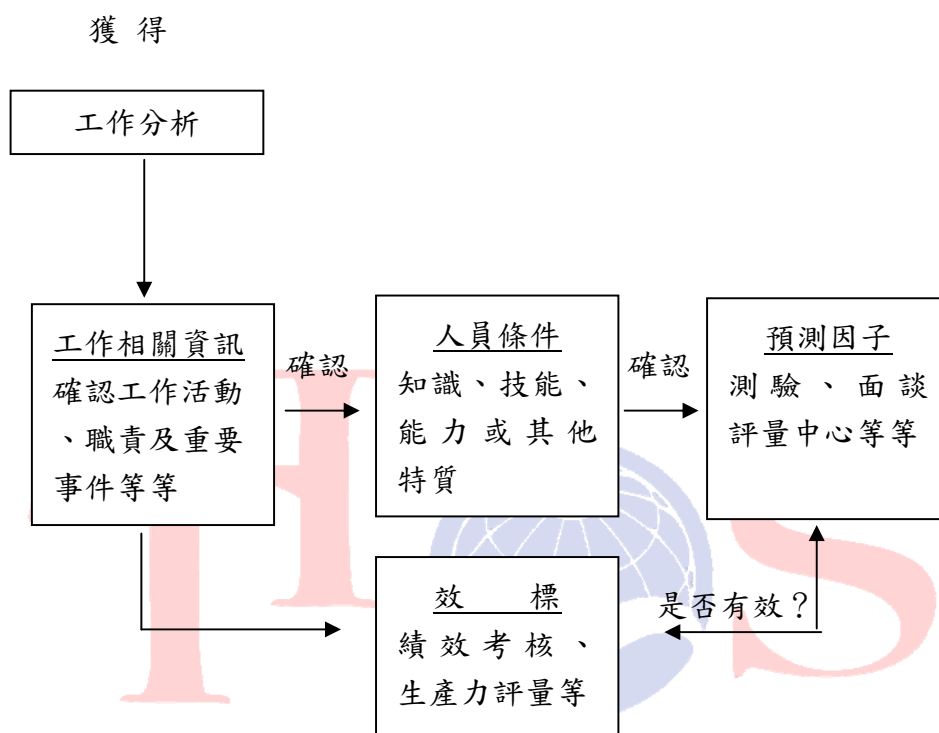 獲得
工作分析
工作相關資訊
確認工作活動
、職責及重要
事件等等
確認
人員條件
知識、技能、
能力或其他
特質
確認
預測因子
測驗、面談
評量中心等等
效標
績效考核、
生產力評量等
是否有效？